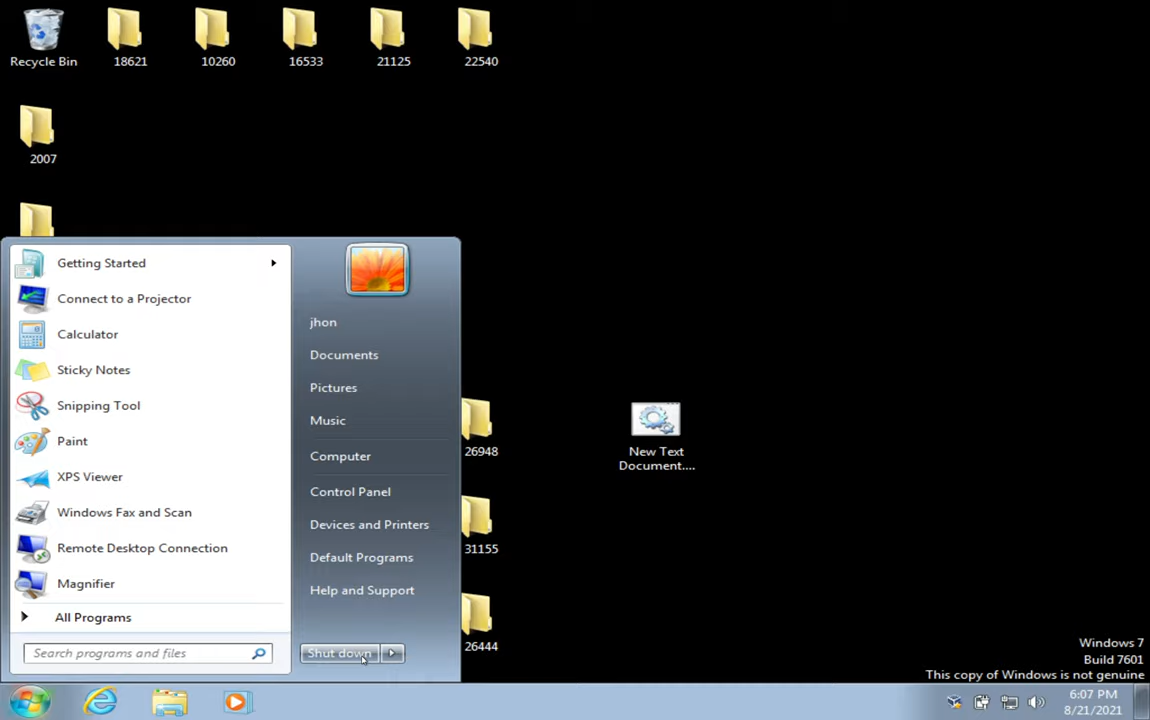 Recycle Bin
18621
10260
16533
21125
22540
2007
Getting Started
Connect to a Projector
Calculator
Sticky Notes
Snipping Tool
Paint
XPS Viewer
Windows Fax and Scan
Remote Desktop Connection
Magnifier
All Programs
Search programs and files
jhon
Documents
Pictures
Music
Computer
Control Panel
Devices and Printers
Default Programs
Help and Support
Shut down
26948
31155
26444
New Text
Document....
Windows 7
Build 7601
This copy of Windows is not genuine
6:07 PM
8/21/2021